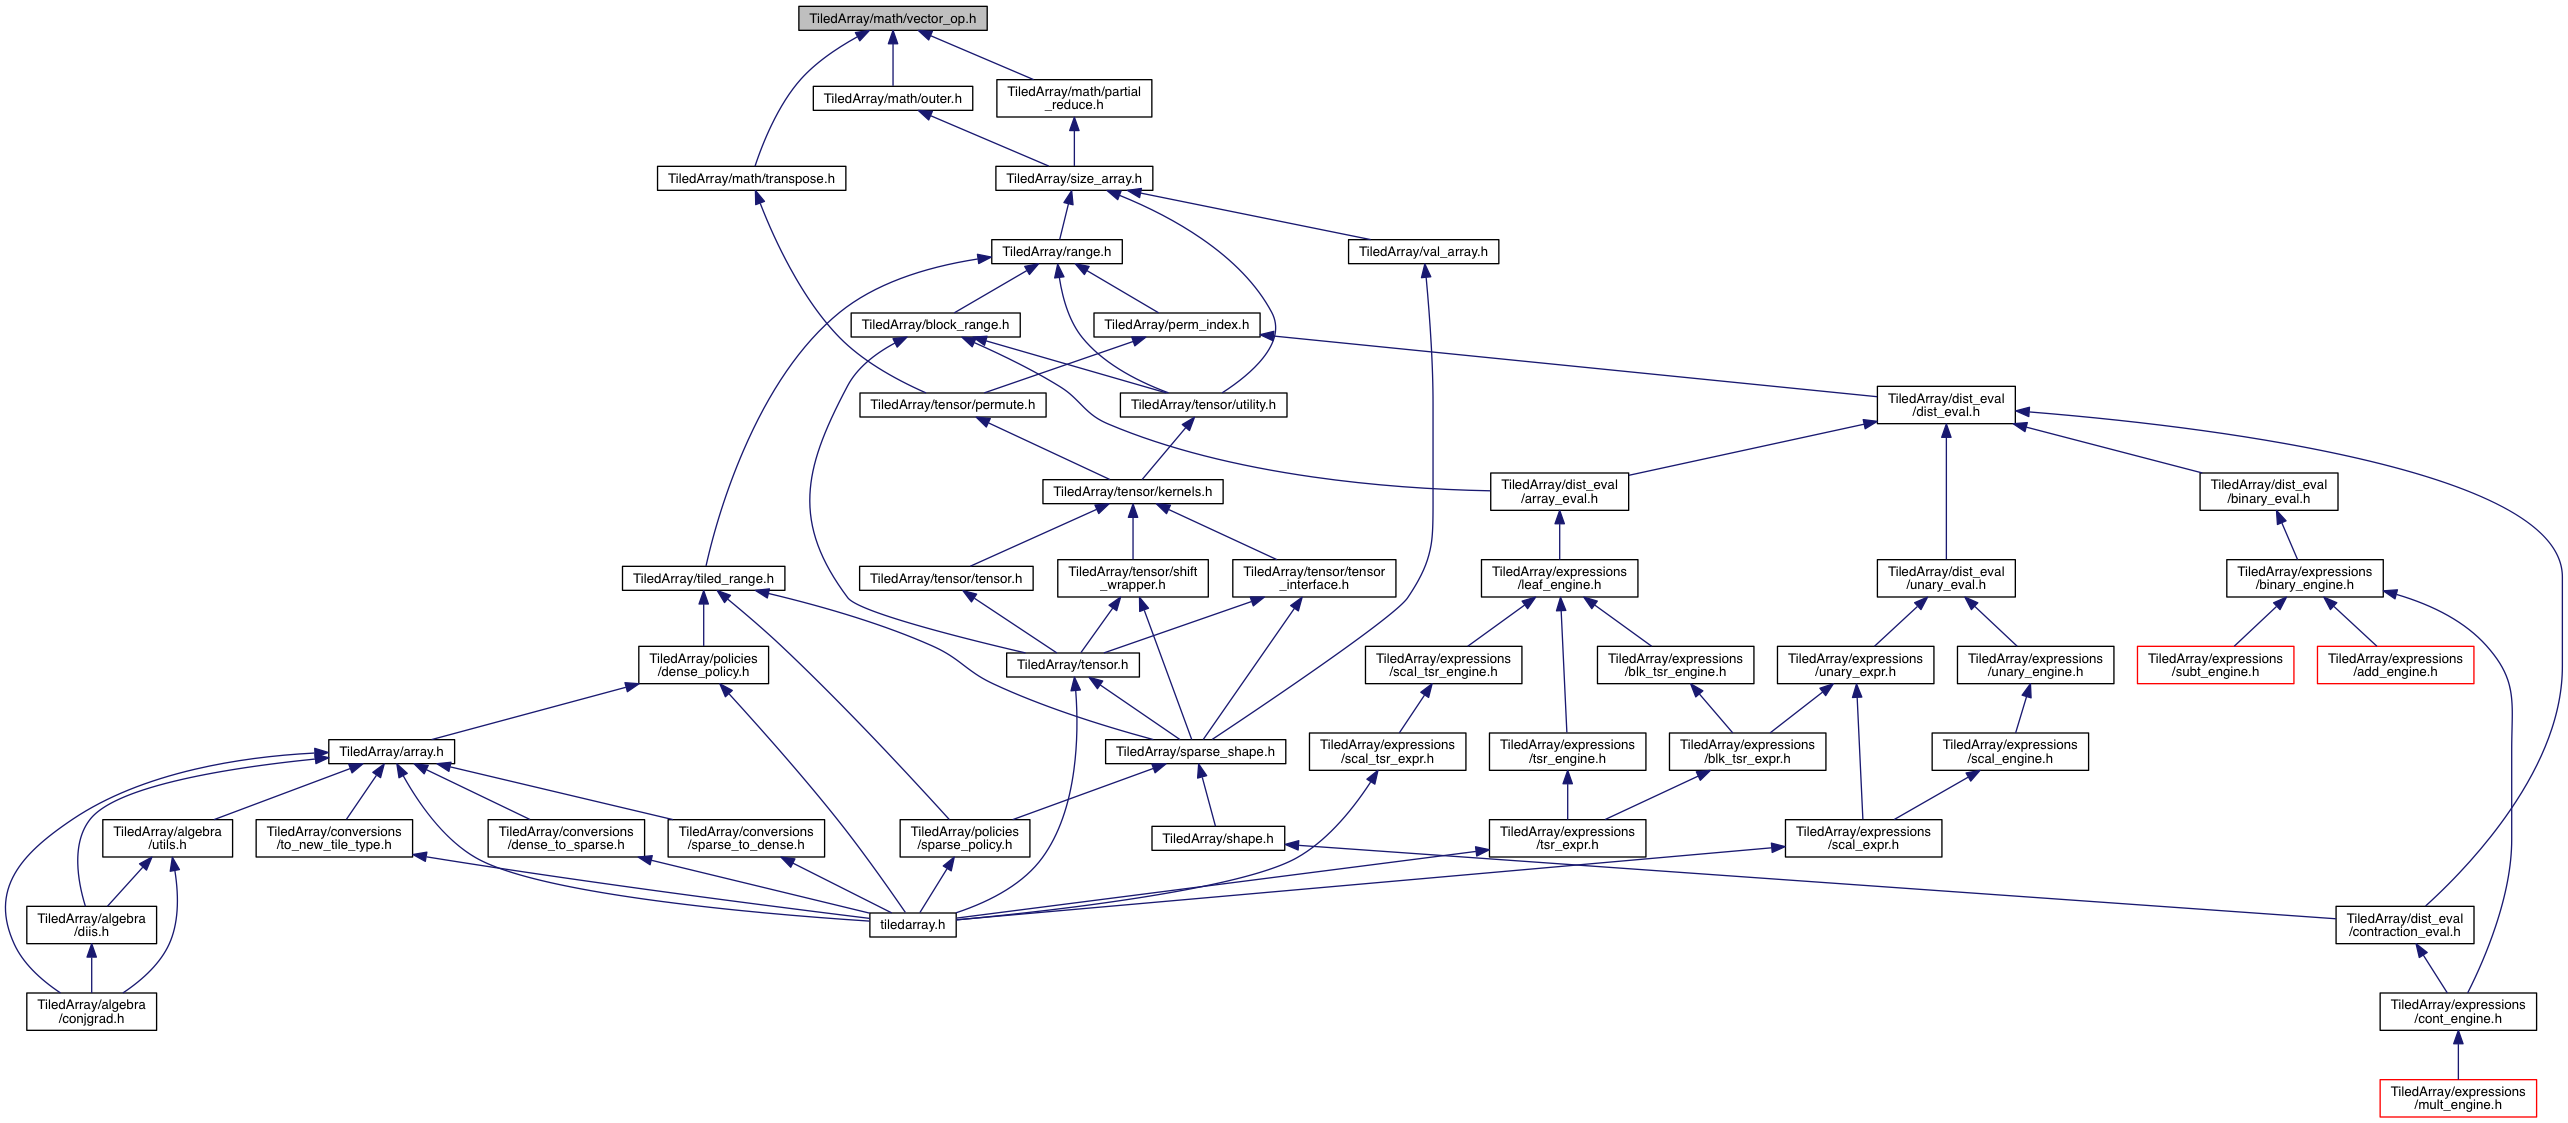 TiledArray/math/vector_op.h
TiledArray/math/outer.h
TiledArray/math/partial
_reduce.h
TiledArray/math/transpose.h
TiledArray/size_array.h
TiledArray/range.h
TiledArray/val_array.h
TiledArray/block_range.h
TiledArray/perm_index.h
TiledArray/tensor/permute.h
TiledArray/tensor/utility.h
TiledArray/dist_eval
/dist_eval.h
TiledArray/tensor/kernels.h
TiledArray/dist_eval
/array_eval.h
TiledArray/dist_eval
/binary_eval.h
TiledArray/tiled_range.h
TiledArray/tensor/tensor.h
TiledArray/tensor/shift
_wrapper.h
TiledArray/tensor/tensor
_interface.h
TiledArray/expressions
/leaf_engine.h
TiledArray/dist_eval
/unary_eval.h
TiledArray/expressions
/binary_engine.h
TiledArray/policies
/dense_policy.h
TiledArray/tensor.h
TiledArray/expressions
/scal_tsr_engine.h
TiledArray/expressions
/blk_tsr_engine.h
TiledArray/expressions
/unary_expr.h
TiledArray/expressions
/unary_engine.h
TiledArray/expressions
/subt_engine.h
TiledArray/expressions
/add_engine.h
TiledArray/array.h
TiledArray/sparse_shape.h
TiledArray/expressions
/scal_tsr_expr.h
TiledArray/expressions
/tsr_engine.h
TiledArray/expressions
/blk_tsr_expr.h
TiledArray/expressions
/scal_engine.h
TiledArray/algebra
/utils.h
TiledArray/conversions
/to_new_tile_type.h
TiledArray/conversions
/dense_to_sparse.h
TiledArray/conversions
/sparse_to_dense.h
TiledArray/policies
/sparse_policy.h
TiledArray/shape.h
TiledArray/expressions
/tsr_expr.h
TiledArray/expressions
/scal_expr.h
TiledArray/algebra
/diis.h
tiledarray.h
TiledArray/dist_eval
/contraction_eval.h
TiledArray/algebra
/conjgrad.h
TiledArray/expressions
/cont_engine.h
TiledArray/expressions
/mult_engine.h